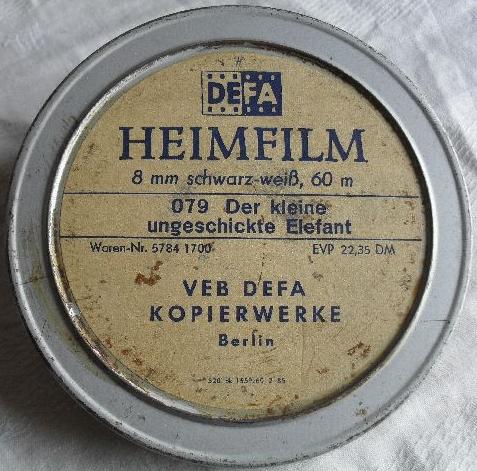 DEFA
HEIMFILM
8 mm schwarz-weiß, 60 m
079 Der kleine
ungeschickte Elefant
Waren-Nr. 5784 1700 EVP 22,35 DM
VEB DEFA
KOPIERWERKE
Berlin